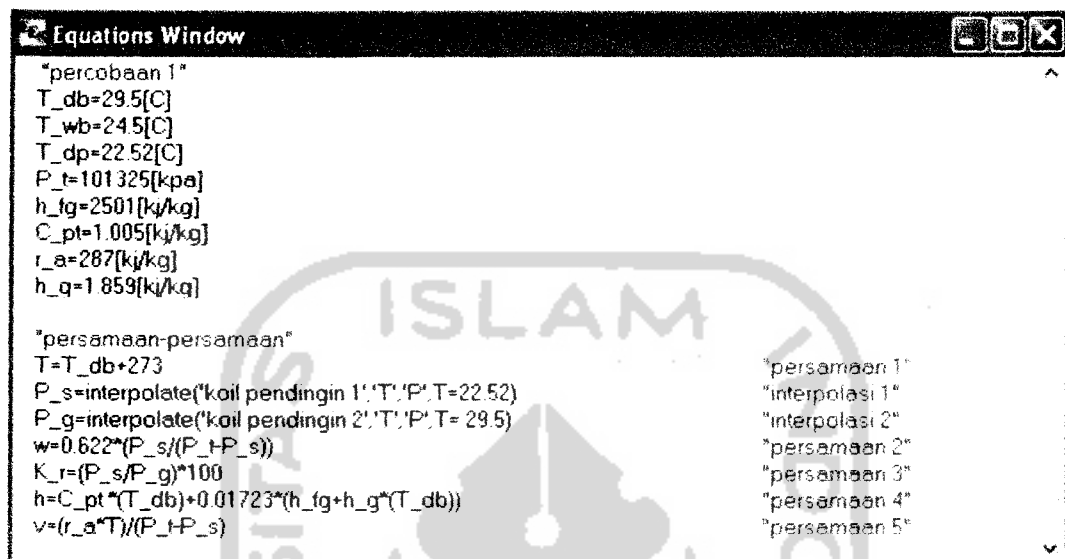 Equations Window
"percobaan 1"
T_db=29.5[C]
T_wb=24.5[C]
T_dp=22.52[C]
P_t=101325[kpa]
h_fg=2501[kj/kg]
C_pt=1.005[kj/kg]
r_a=287[kj/kg]
h_g=1.859[kj/kg]
"persamaan-persamaan"
T=T_db+273 "persamaan 1"
P_s=interpolate('koil pendingin 1','T','P',T=22.52) "interpolasi 1"
P_g=interpolate('koil pendingin 2','T','P',T= 29.5) "interpolasi 2"
w=0.622*(P_s/(P_t-P_s)) "persamaan 2"
K_r=(P_s/P_g)*100 "persamaan 3"
h=C_pt*(T_db)+0.01723*(h_fg+h_g*(T_db)) "persamaan 4"
v=(r_a*T)/(P_t-P_s) "persamaan 5"
ISLAM